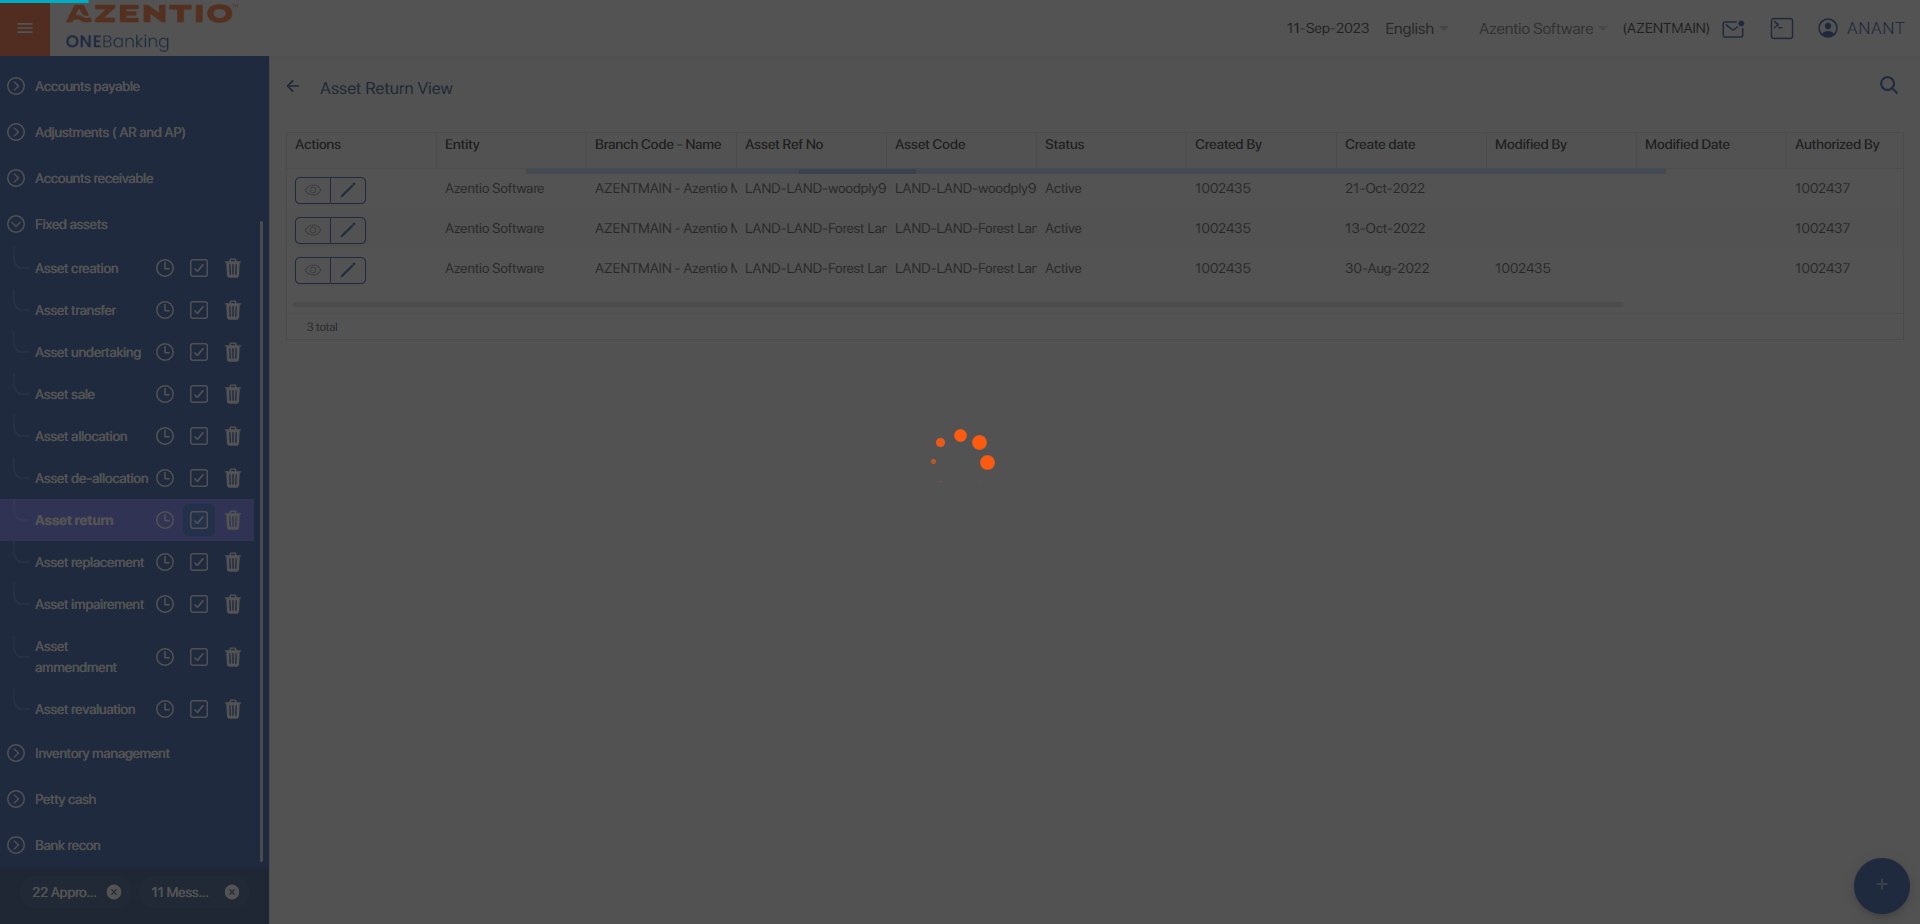 AZENTIO
ONEBanking
11-Sep-2023 English Azentio Software (AZENTMAIN) ANANT
Accounts payable
Adjustments ( AR and AP)
Accounts receivable
Fixed assets
Asset creation
Asset transfer
Asset undertaking
Asset sale
Asset allocation
Asset de-allocation
Asset return
Asset replacement
Asset impairement
Asset
ammendment
Asset revaluation
Inventory management
Petty cash
Bank recon
22 Appro... 11 Mess...
Asset Return View
Actions Entity Branch Code - Name Asset Ref No Asset Code Status Created By Create date Modified By Modified Date Authorized By
Azentio Software AZENTMAIN - Azentio M LAND-LAND-woodply9 LAND-LAND-woodply9 Active 1002435 21-Oct-2022 1002437
Azentio Software AZENTMAIN - Azentio M LAND-LAND-Forest Lar LAND-LAND-Forest Lar Active 1002435 13-Oct-2022 1002437
Azentio Software AZENTMAIN - Azentio M LAND-LAND-Forest Lar LAND-LAND-Forest Lar Active 1002435 30-Aug-2022 1002435 1002437
3 total